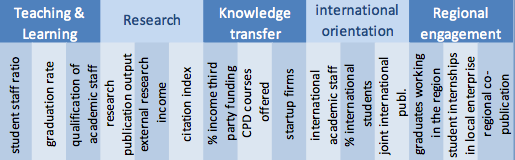 Teaching &
Learning
Research
Knowledge
transfer
international
orientation
Regional
engagement
student staff ratio
graduation rate
qualification of
academic staff
research
publication output
external research
income
citation index
% income third
party funding
CPD courses
offered
startup firms
international
academic staff
% international
students
joint international
publ.
graduates working
in the region
student internships
in local enterprise
regional co-
publication